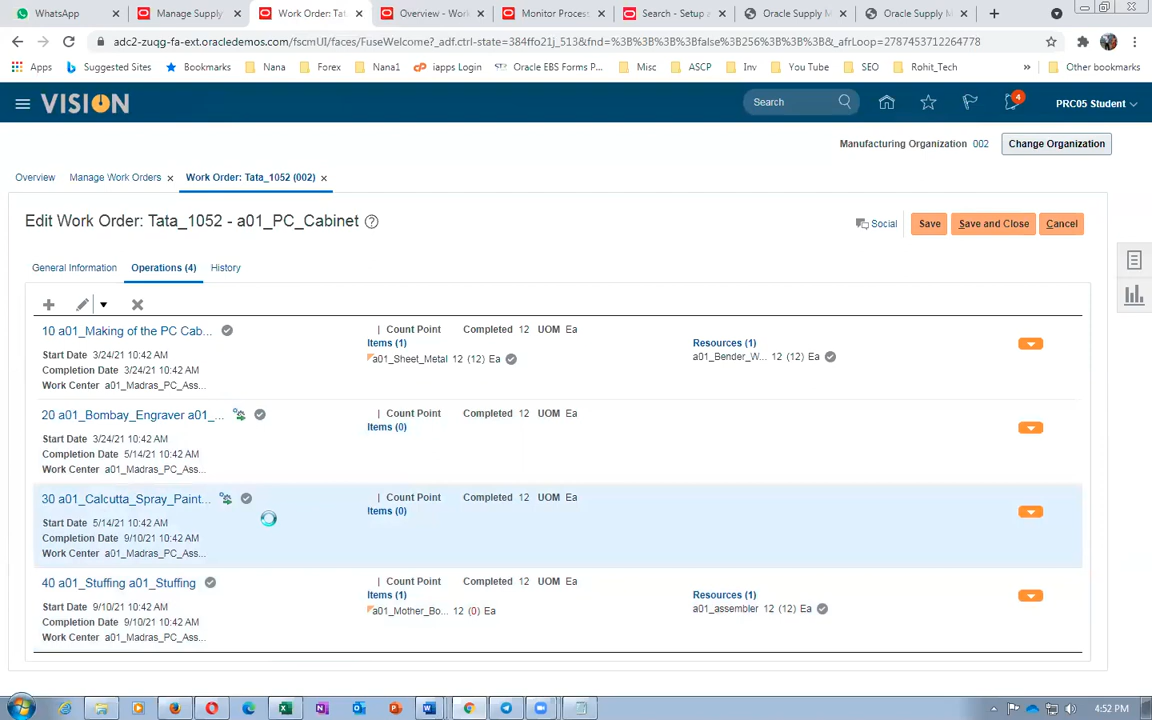 WhatsApp
Manage Supply
Work Order: Tat
Overview - Work
Monitor Process
Search - Setup a
Oracle Supply M
Oracle Supply M
adc2-zuqg-fa-ext.oracledemos.com/fscmUI/faces/FuseWelcome?_adf.ctrl-state=384ffo21j_513&fnd=%3B%3B%3B%3Bfalse%3B256%3B%3B%3B&_afrLoop=2787453712264778
Apps
Suggested Sites
Bookmarks
Nana
Forex
Nana1
iapps Login
Oracle EBS Forms P...
Misc
ASCP
Inv
You Tube
SEO
Rohit_Tech
»
Other bookmarks
VISION
Search
4
PRC05 Student
Manufacturing Organization 002
Change Organization
Overview
Manage Work Orders
Work Order: Tata_1052 (002)
Edit Work Order: Tata_1052 - a01_PC_Cabinet
Social
Save
Save and Close
Cancel
General Information
Operations (4)
History
10 a01_Making of the PC Cab...
| Count Point Completed 12 UOM Ea
Items (1)
Resources (1)
Start Date 3/24/21 10:42 AM
a01_Sheet_Metal 12 (12) Ea
a01_Bender_W... 12 (12) Ea
Completion Date 3/24/21 10:42 AM
Work Center a01_Madras_PC_Ass...
20 a01_Bombay_Engraver a01_...
| Count Point Completed 12 UOM Ea
Items (0)
Start Date 3/24/21 10:42 AM
Completion Date 5/14/21 10:42 AM
Work Center a01_Madras_PC_Ass...
30 a01_Calcutta_Spray_Paint...
| Count Point Completed 12 UOM Ea
Items (0)
Start Date 5/14/21 10:42 AM
Completion Date 9/10/21 10:42 AM
Work Center a01_Madras_PC_Ass...
40 a01_Stuffing a01_Stuffing
| Count Point Completed 12 UOM Ea
Items (1)
Resources (1)
Start Date 9/10/21 10:42 AM
a01_Mother_Bo... 12 (0) Ea
a01_assembler 12 (12) Ea
Completion Date 9/10/21 10:42 AM
Work Center a01_Madras_PC_Ass...
4:52 PM